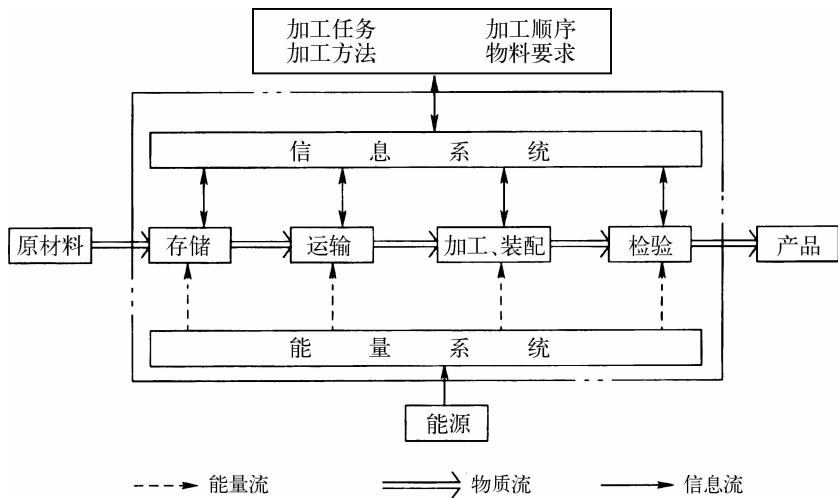 加工任务 加工顺序
加工方法 物料要求
信息系统
原材料 存储 运输 加工、装配 检验 产品
能量系统
能源
能量流 物质流 信息流